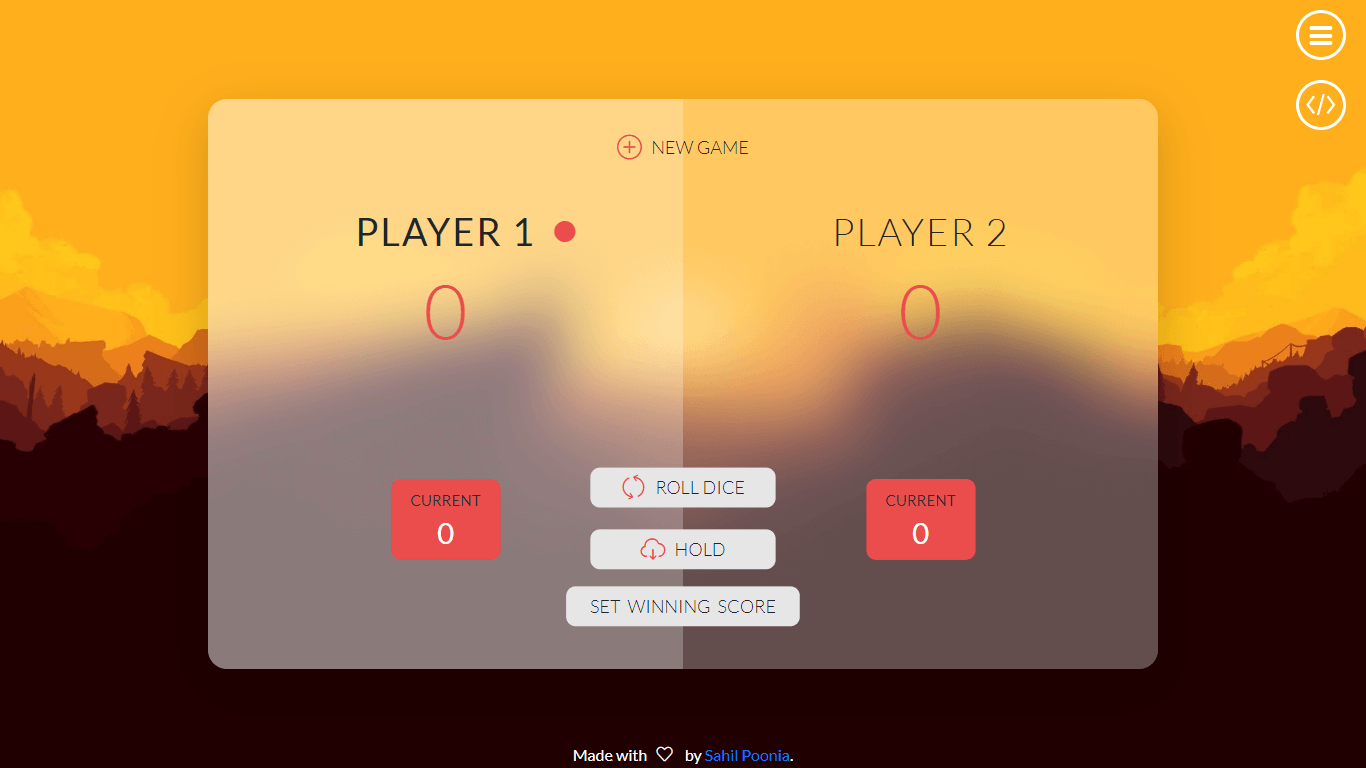 NEW GAME
PLAYER 1
PLAYER 2
0
0
CURRENT
0
ROLL DICE
HOLD
SET WINNING SCORE
CURRENT
0
Made with by Sahil Poonia.